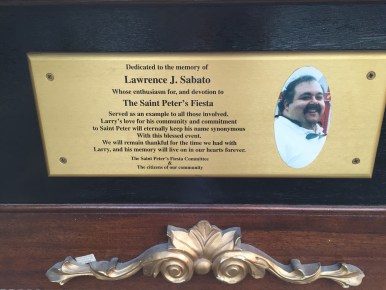 Dedicated to the memory of
Lawrence J. Sabato
Whose enthusiasm for, and devotion to
The Saint Peter's Fiesta
Served as an example to all those involved.
Larry's love for his community and commitment
to Saint Peter will eternally keep his name synonymous
With this blessed event.
We will remain thankful for the time we had with
Larry, and his memory will live on in our hearts forever.
The Saint Peter's Fiesta Committee
&
The citizens of our community